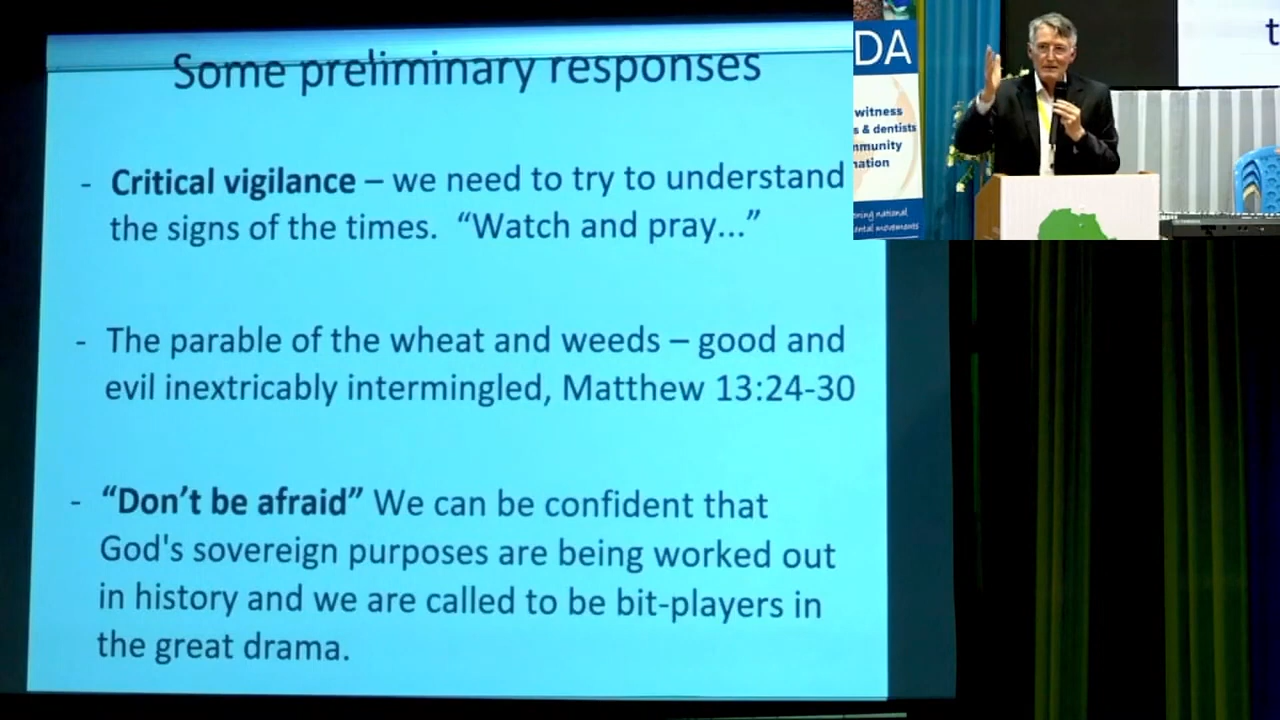 Some preliminary responses
- Critical vigilance – we need to try to understand
the signs of the times. “Watch and pray...”
- The parable of the wheat and weeds – good and
evil inextricably intermingled, Matthew 13:24-30
- “Don’t be afraid” We can be confident that
God's sovereign purposes are being worked out
in history and we are called to be bit-players in
the great drama.
DA
witness
& dentists